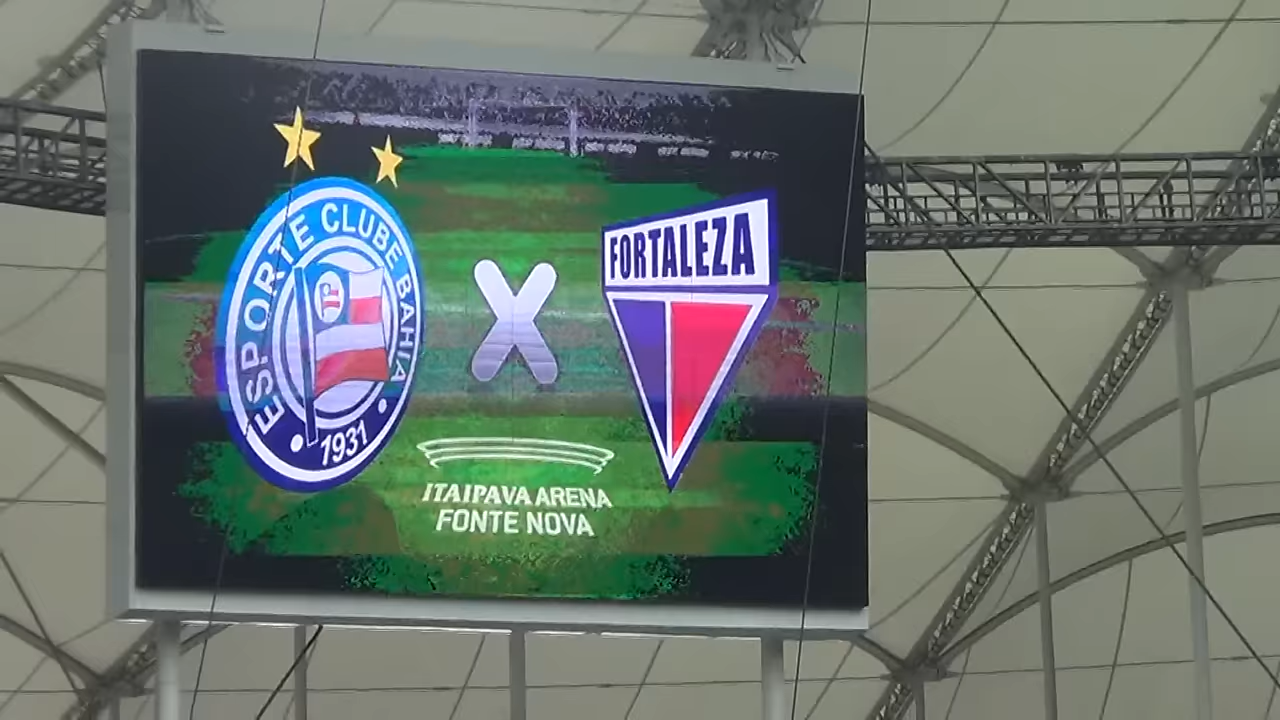 ESPORTE CLUBE BAHIA
1931
X
FORTALEZA
ITAIPAVA ARENA
FONTE NOVA